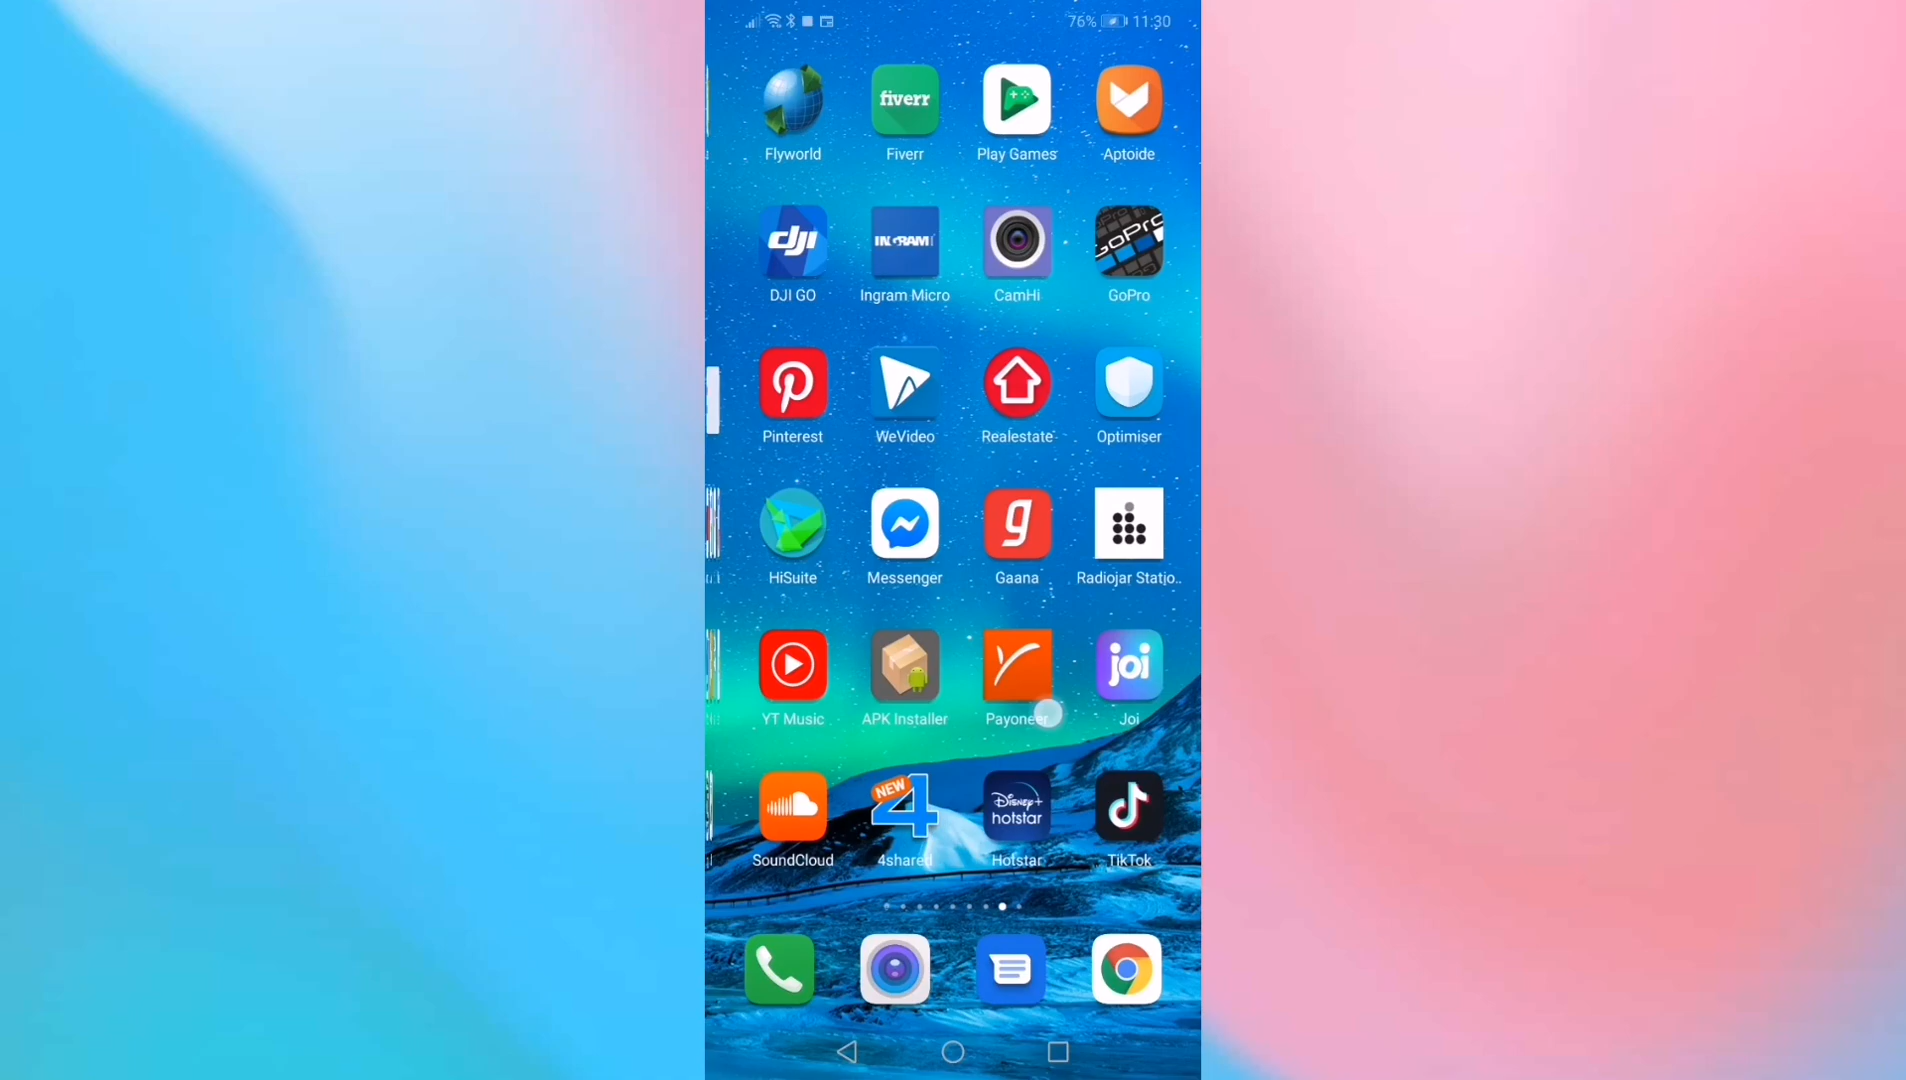 76% 11:30
fiverr
Flyworld Fiverr Play Games Aptoide
dji INGRAM GoPro
DJI GO Ingram Micro CamHi GoPro
Pinterest WeVideo Realestate Optimiser
g
HiSuite Messenger Gaana Radiojar Statio..
joi
YT Music APK Installer Payoneer Joi
NEW 4 Disney+ hotstar
SoundCloud 4shared Hotstar TikTok